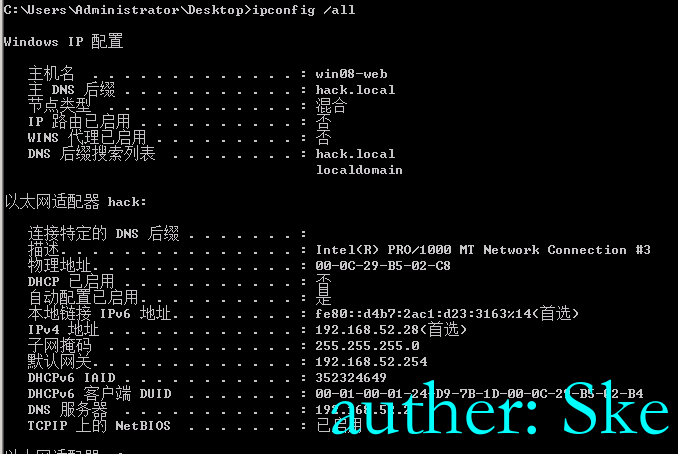 C:\Users\Administrator\Desktop>ipconfig /all
Windows IP 配置
主机名 . . . . . . . . . . . . . : win08-web
主 DNS 后缀 . . . . . . . . . . . : hack.local
节点类型 . . . . . . . . . . . . : 混合
IP 路由已启用 . . . . . . . . . . : 否
WINS 代理已启用 . . . . . . . . . : 否
DNS 后缀搜索列表 . . . . . . . . : hack.local
localdomain
以太网适配器 hack:
连接特定的 DNS 后缀 . . . . . . . :
描述. . . . . . . . . . . . . . . : Intel(R) PRO/1000 MT Network Connection #3
物理地址. . . . . . . . . . . . . : 00-0C-29-B5-02-C8
DHCP 已启用 . . . . . . . . . . . : 否
自动配置已启用. . . . . . . . . . : 是
本地链接 IPv6 地址. . . . . . . . : fe80::d4b7:2ac1:d23:3163%14(首选)
IPv4 地址 . . . . . . . . . . . . : 192.168.52.28(首选)
子网掩码 . . . . . . . . . . . . : 255.255.255.0
默认网关. . . . . . . . . . . . . : 192.168.52.254
DHCPv6 IAID . . . . . . . . . . . : 352324649
DHCPv6 客户端 DUID . . . . . . . : 00-01-00-01-24-D9-7B-1D-00-0C-29-B5-02-B4
DNS 服务器 . . . . . . . . . . . :
TCPIP 上的 NetBIOS . . . . . . . : 已启用
auther: Ske